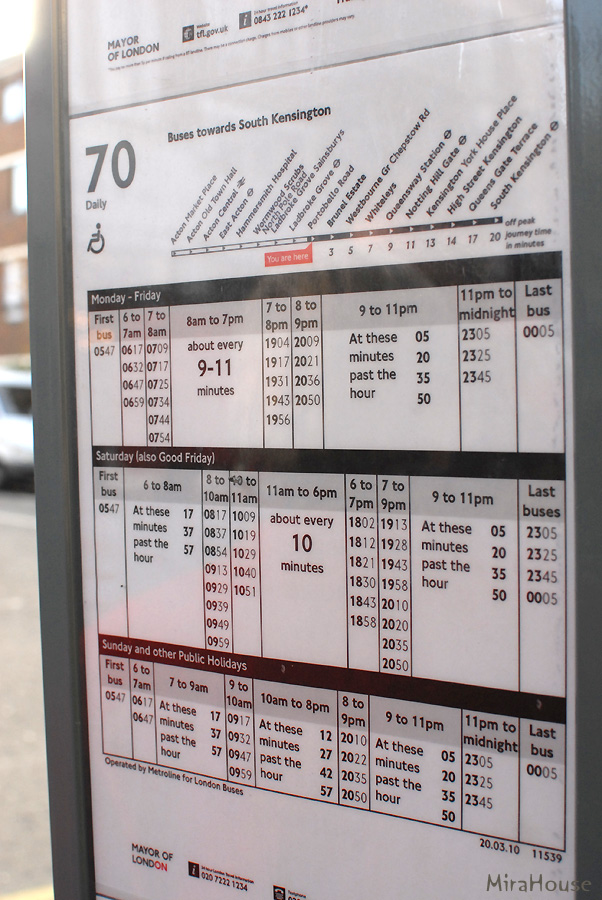 MAYOR
OF LONDON
website
tfl.gov.uk
24 hour travel information
0843 222 1234*
70
Daily
Buses towards South Kensington
Acton Market Place
Acton Old Town Hall
Acton Central
East Acton
Hammersmith Hospital
Wormwood Scrubs
North Pole Road
Ladbroke Grove Sainsburys
Ladbroke Grove
Portobello Road
Brunel Estate
Westbourne Gr Chepstow Rd
Whiteleys
Queensway Station
Notting Hill Gate
Kensington York House Place
High Street Kensington
Queens Gate Terrace
South Kensington
You are here
3 5 7 9 11 13 14 17 20
off peak
journey time
in minutes
Monday - Friday
First bus
0547
6 to 7am
0617
0632
0647
0659
7 to 8am
0709
0717
0725
0734
0744
0754
8am to 7pm
about every
9-11
minutes
7 to 8pm
1904
1917
1931
1943
1956
8 to 9pm
2009
2021
2036
2050
9 to 11pm
At these 05
minutes 20
past the 35
hour 50
11pm to midnight
2305
2325
2345
Last bus
0005
Saturday (also Good Friday)
First bus
0547
6 to 8am
At these 17
minutes 37
past the 57
hour
8 to 10am
0817
0837
0854
0913
0929
0939
0949
0959
10 to 11am
1009
1019
1029
1040
1051
11am to 6pm
about every
10
minutes
6 to 7pm
1802
1812
1821
1830
1843
1858
7 to 9pm
1913
1928
1943
1958
2010
2020
2035
2050
9 to 11pm
At these 05
minutes 20
past the 35
hour 50
Last buses
2305
2325
2345
0005
Sunday and other Public Holidays
First bus
0547
6 to 7am
0617
0647
7 to 9am
At these 17
minutes 37
past the 57
hour
9 to 10am
0917
0932
0947
0959
10am to 8pm
At these 12
minutes 27
past the 42
hour 57
8 to 9pm
2010
2022
2035
2050
9 to 11pm
At these 05
minutes 20
past the 35
hour 50
11pm to midnight
2305
2325
2345
Last bus
0005
Operated by Metroline for London Buses
20.03.10 11539
MAYOR OF
LONDON
24 hour travel information
020 7222 1234
MiraHouse